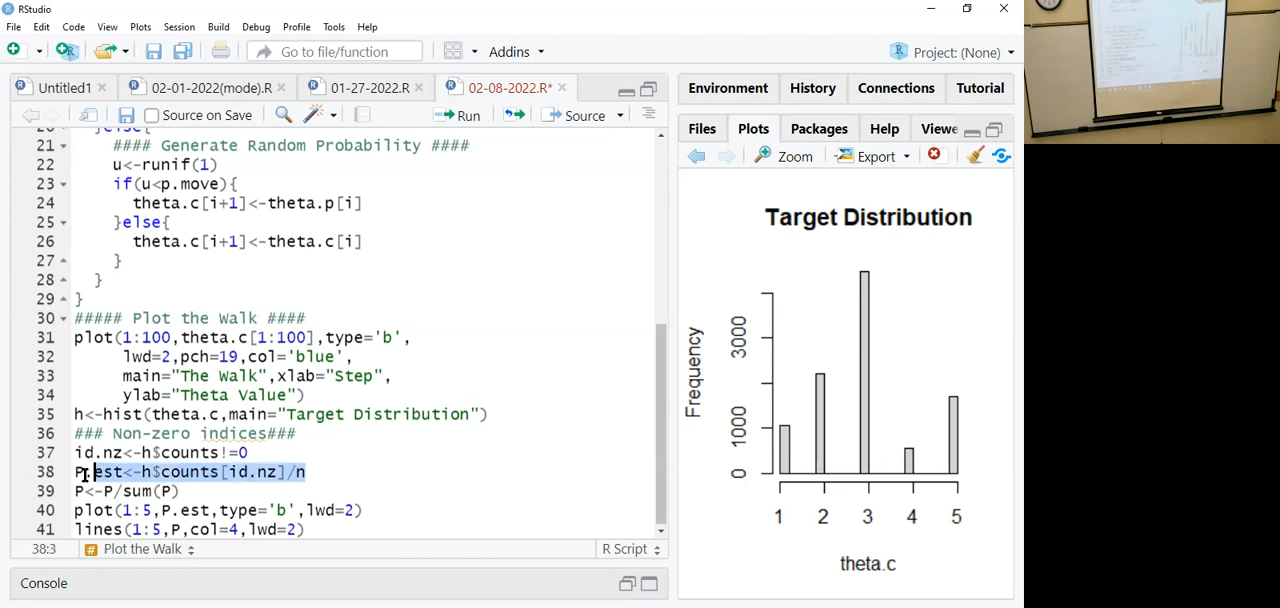 RStudio
File Edit Code View Plots Session Build Debug Profile Tools Help
Go to file/function Addins Project: (None)
Untitled1 02-01-2022(mode).R 01-27-2022.R 02-08-2022.R*
Source on Save Run Source
21 #### Generate Random Probability ####
22 u<-runif(1)
23 if(u<p.move){
24 theta.c[i+1]<-theta.p[i]
25 }else{
26 theta.c[i+1]<-theta.c[i]
27 }
28 }
29 }
30 ##### Plot the Walk ####
31 plot(1:100,theta.c[1:100],type='b',
32 lwd=2,pch=19,col='blue',
33 main="The Walk",xlab="Step",
34 ylab="Theta Value")
35 h<-hist(theta.c,main="Target Distribution")
36 ### Non-zero indices###
37 id.nz<-h$counts!=0
38 P.est<-h$counts[id.nz]/n
39 P<-P/sum(P)
40 plot(1:5,P.est,type='b',lwd=2)
41 lines(1:5,P,col=4,lwd=2)
38:3 # Plot the Walk R Script
Console
Environment History Connections Tutorial
Files Plots Packages Help Viewe
Zoom Export
Target Distribution
Frequency
3000
1000
0
1 2 3 4 5
theta.c